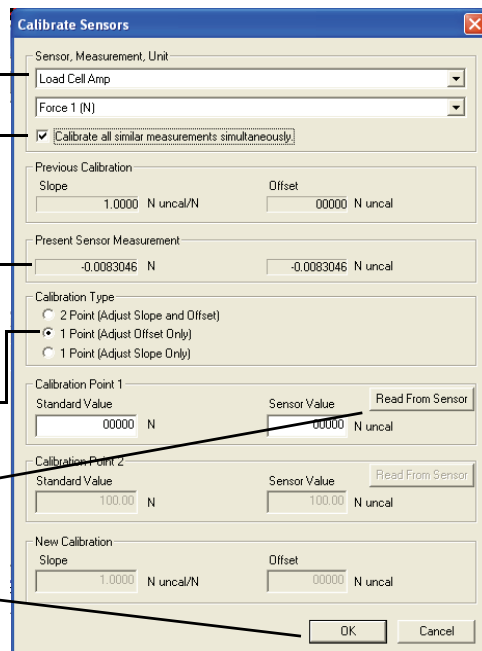 Calibrate Sensors
Sensor, Measurement, Unit
Load Cell Amp
Force 1 (N)
Calibrate all similar measurements simultaneously.
Previous Calibration
Slope Offset
1.0000 N uncal/N 00000 N uncal
Present Sensor Measurement
-0.0083046 N -0.0083046 N uncal
Calibration Type
2 Point (Adjust Slope and Offset)
1 Point (Adjust Offset Only)
1 Point (Adjust Slope Only)
Calibration Point 1
Standard Value Sensor Value Read From Sensor
00000 N 00000 N uncal
Calibration Point 2
Standard Value Sensor Value Read From Sensor
100.00 N 100.00 N uncal
New Calibration
Slope Offset
1.0000 N uncal/N 00000 N uncal
OK Cancel